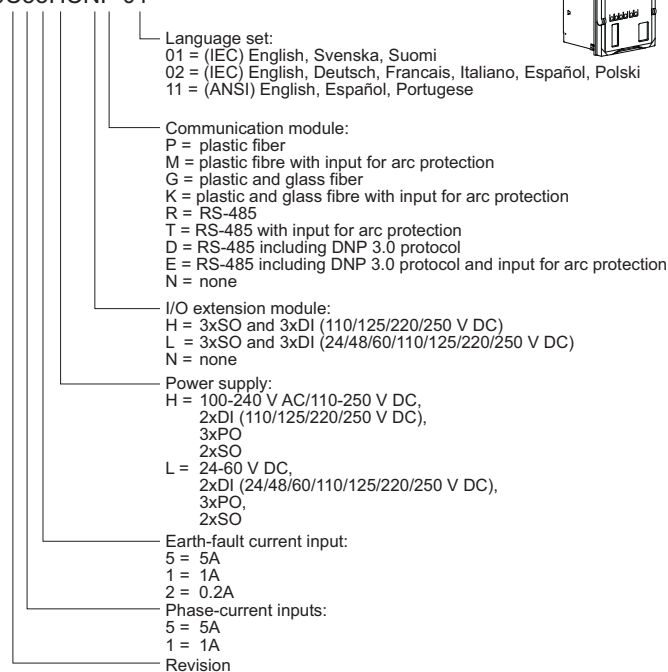 Language set:
01 = (IEC) English, Svenska, Suomi
02 = (IEC) English, Deutsch, Francais, Italiano, Español, Polski
11 = (ANSI) English, Español, Portugese
Communication module:
P = plastic fiber
M = plastic fibre with input for arc protection
G = plastic and glass fiber
K = plastic and glass fibre with input for arc protection
R = RS-485
T = RS-485 with input for arc protection
D = RS-485 including DNP 3.0 protocol
E = RS-485 including DNP 3.0 protocol and input for arc protection
N = none
I/O extension module:
H = 3xSO and 3xDI (110/125/220/250 V DC)
L = 3xSO and 3xDI (24/48/60/110/125/220/250 V DC)
N = none
Power supply:
H = 100-240 V AC/110-250 V DC,
2xDI (110/125/220/250 V DC),
3xPO
2xSO
L = 24-60 V DC,
2xDI (24/48/60/110/125/220/250 V DC),
3xPO,
2xSO
Earth-fault current input:
5 = 5A
1 = 1A
2 = 0.2A
Phase-current inputs:
5 = 5A
1 = 1A
Revision